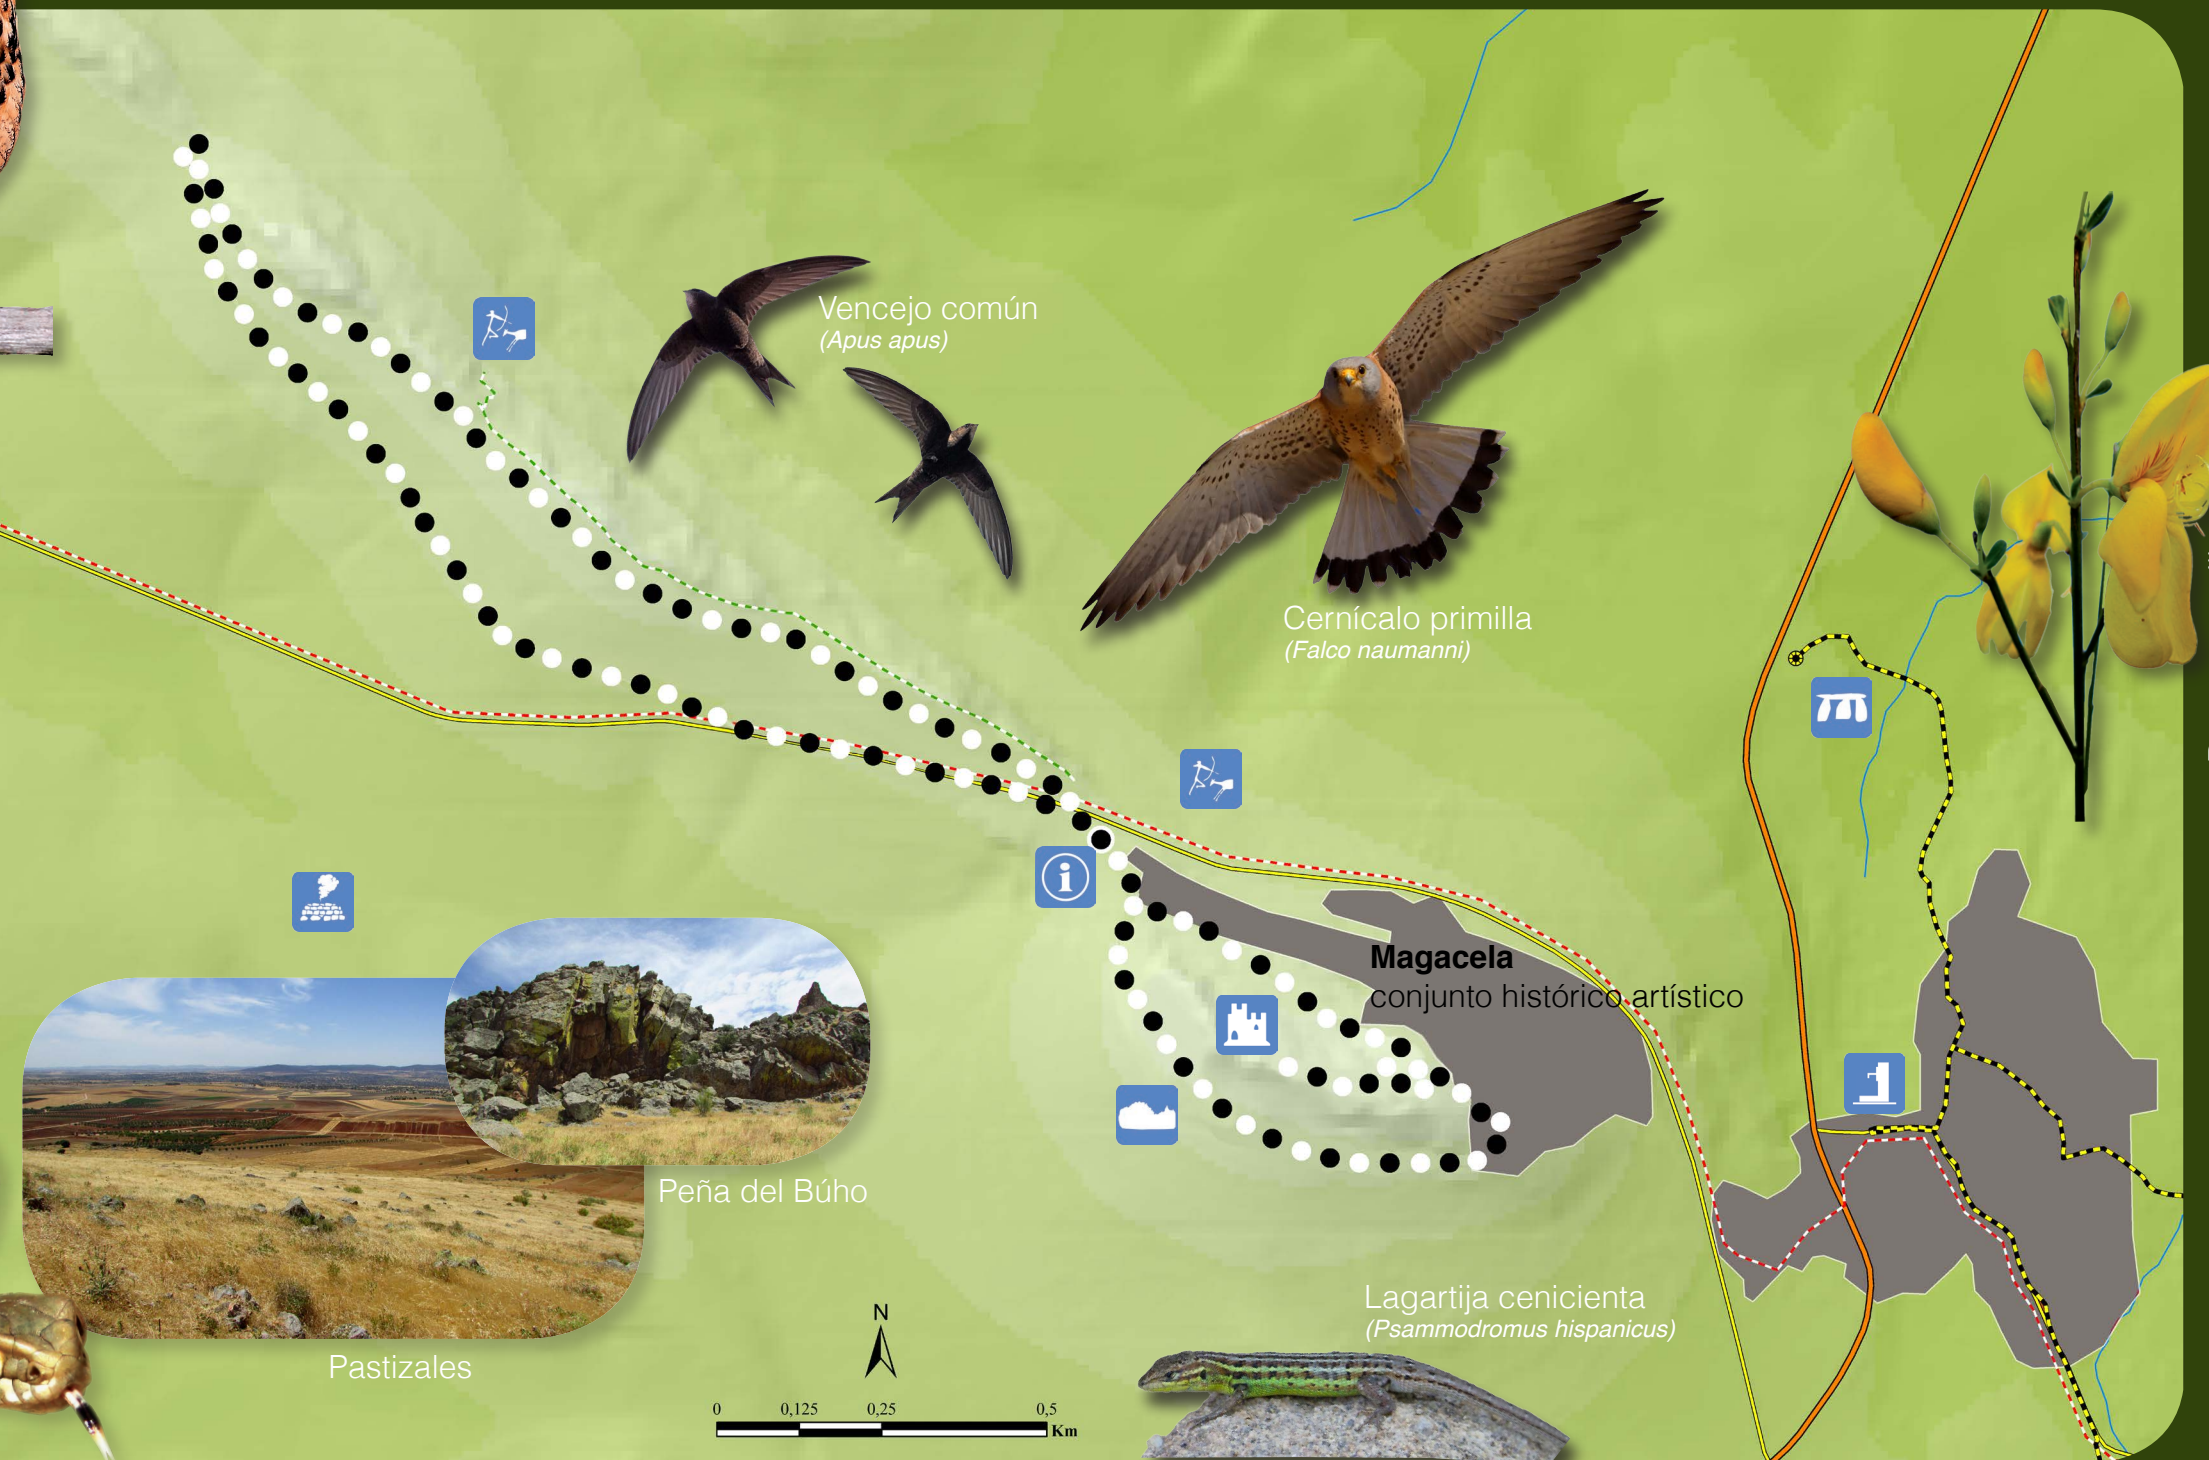 Vencejo común
(Apus apus)
Cernícalo primilla
(Falco naumanni)
i
Magacela
conjunto histórico artístico
Peña del Búho
Pastizales
Lagartija cenicienta
(Psammodromus hispanicus)
N
0 0,125 0,25 0,5
Km